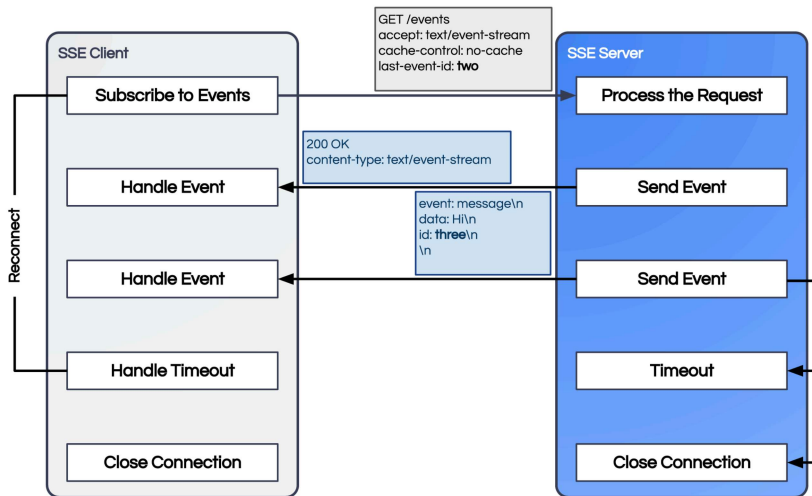 GET /events
accept: text/event-stream
cache-control: no-cache
last-event-id: two
SSE Client
SSE Server
Subscribe to Events
Process the Request
200 OK
content-type: text/event-stream
Handle Event
Send Event
event: message\n
data: Hi\n
id: three\n
\n
Reconnect
Handle Event
Send Event
Handle Timeout
Timeout
Close Connection
Close Connection